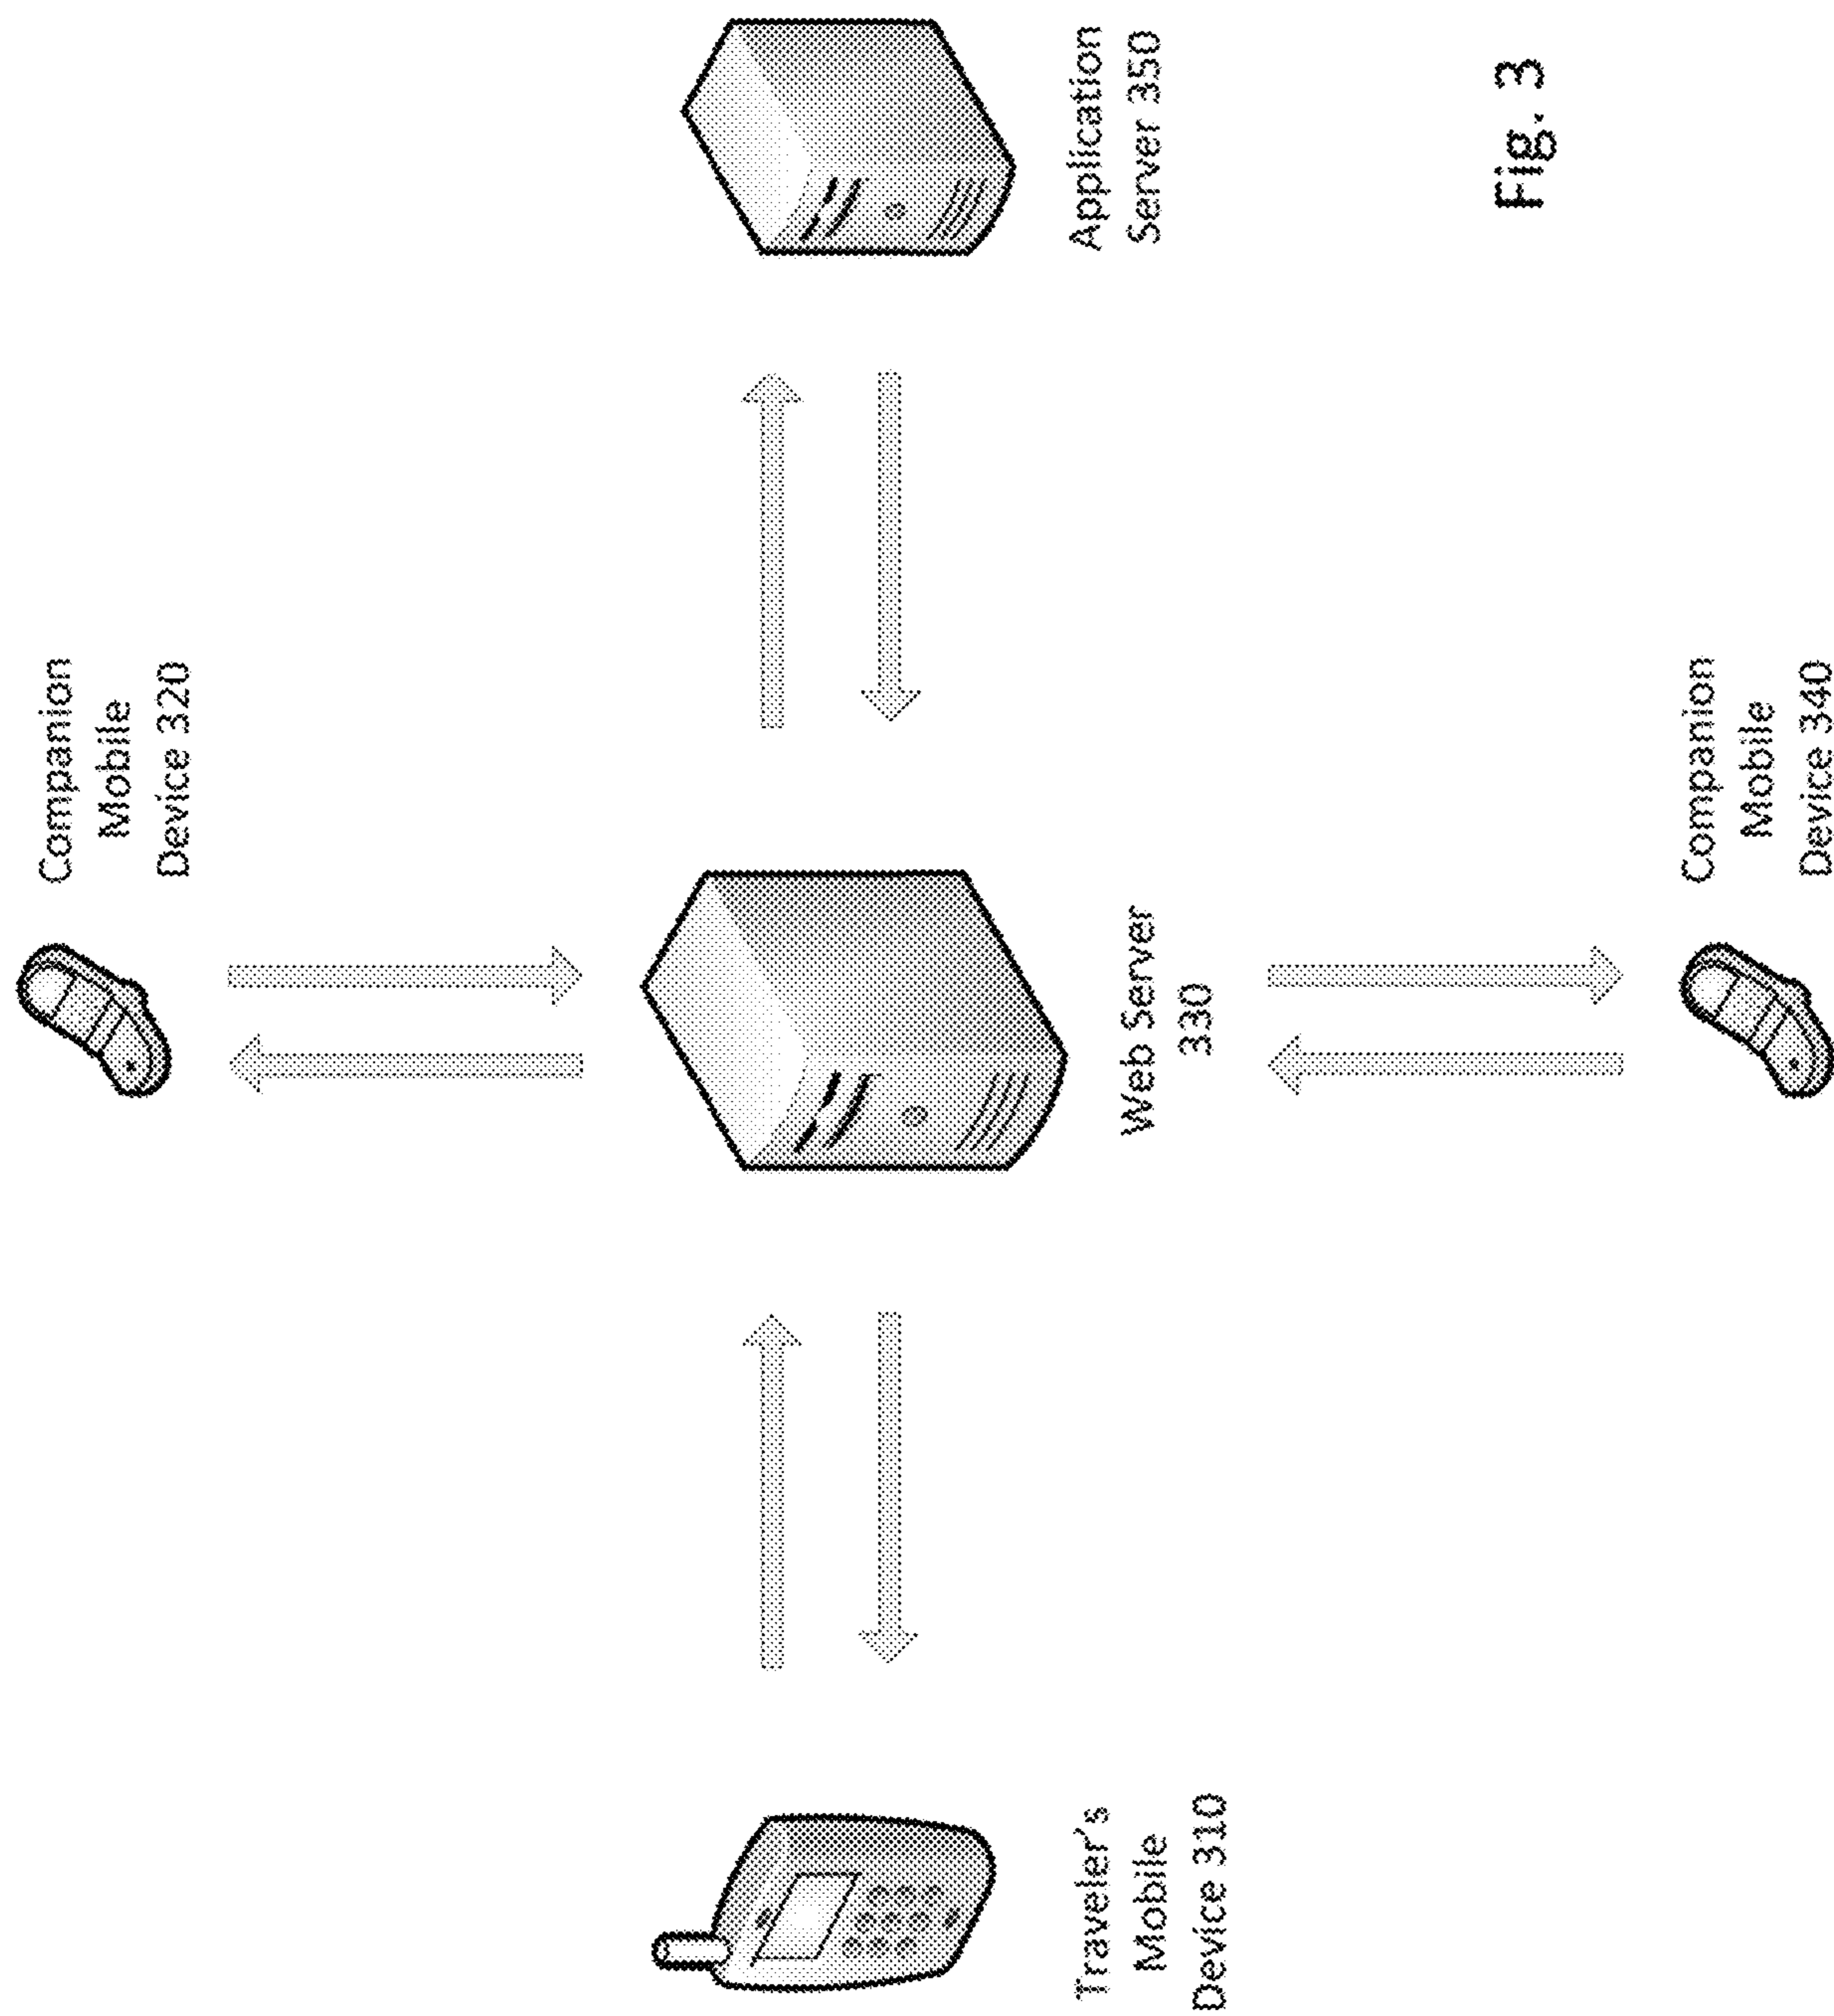 Companion
Mobile
Device 320
Traveler's
Mobile
Device 310
Web Server
330
Application
Server 350
Companion
Mobile
Device 340
Fig. 3